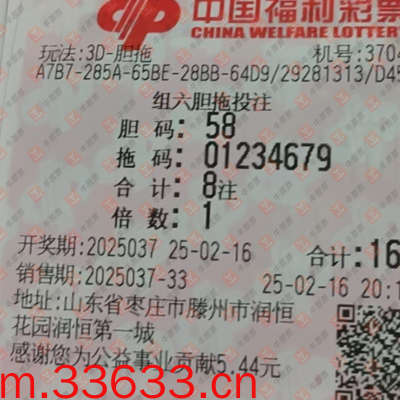 中国福利彩票
CHINA WELFARE LOTTERY
玩法:3D-胆拖 机号:3704
A7B7-285A-65BE-28BB-64D9/29281313/D45
组六胆拖投注
胆 码: 58
拖 码: 01234679
合 计: 8注
倍 数: 1
开奖期:2025037 25-02-16 合计:16
销售期:2025037-33 25-02-16 20:1
地址:山东省枣庄市滕州市润恒
花园润恒第一城
感谢您为公益事业贡献5.44元
m.33633.cn